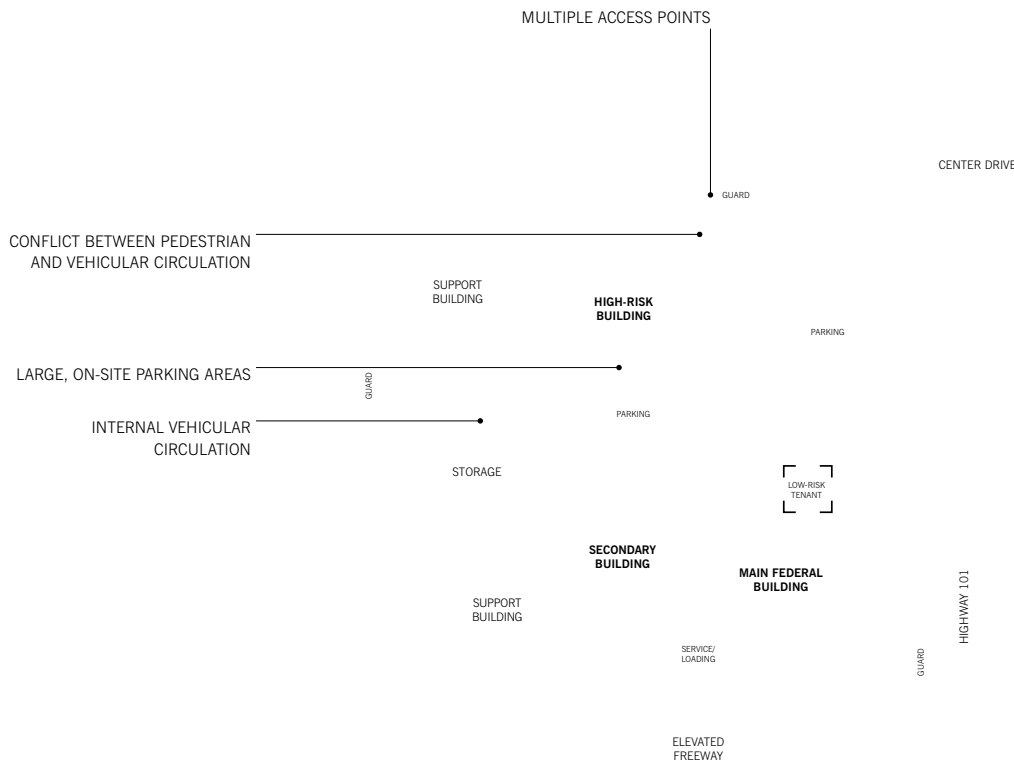 MULTIPLE ACCESS POINTS
CENTER DRIVE
GUARD
CONFLICT BETWEEN PEDESTRIAN
AND VEHICULAR CIRCULATION
SUPPORT
BUILDING
HIGH-RISK
BUILDING
PARKING
LARGE, ON-SITE PARKING AREAS
GUARD
PARKING
INTERNAL VEHICULAR
CIRCULATION
STORAGE
LOW-RISK
TENANT
SECONDARY
BUILDING
MAIN FEDERAL
BUILDING
HIGHWAY 101
SUPPORT
BUILDING
SERVICE/
LOADING
GUARD
ELEVATED
FREEWAY